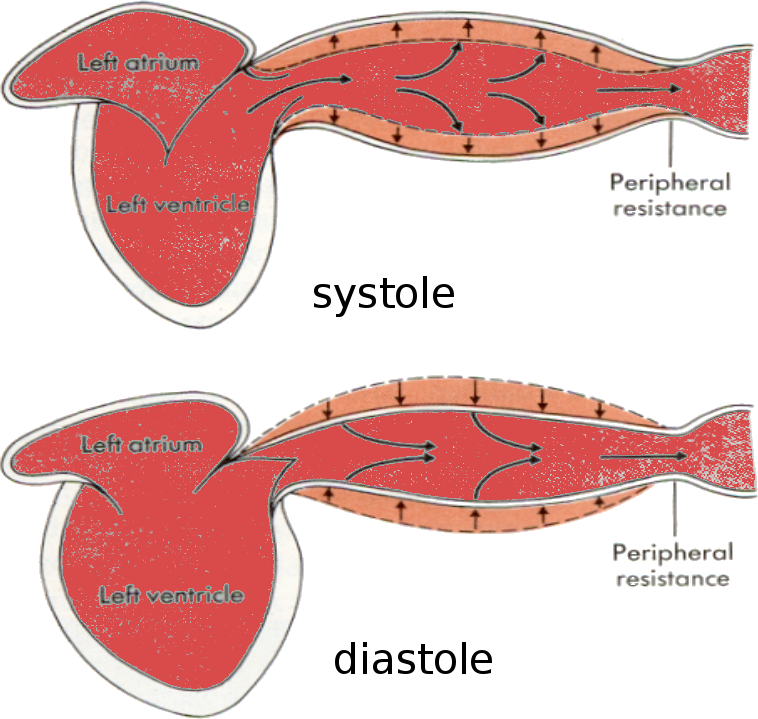 Left atrium
Left ventricle
Peripheral
resistance
systole
Left atrium
Left ventricle
Peripheral
resistance
diastole